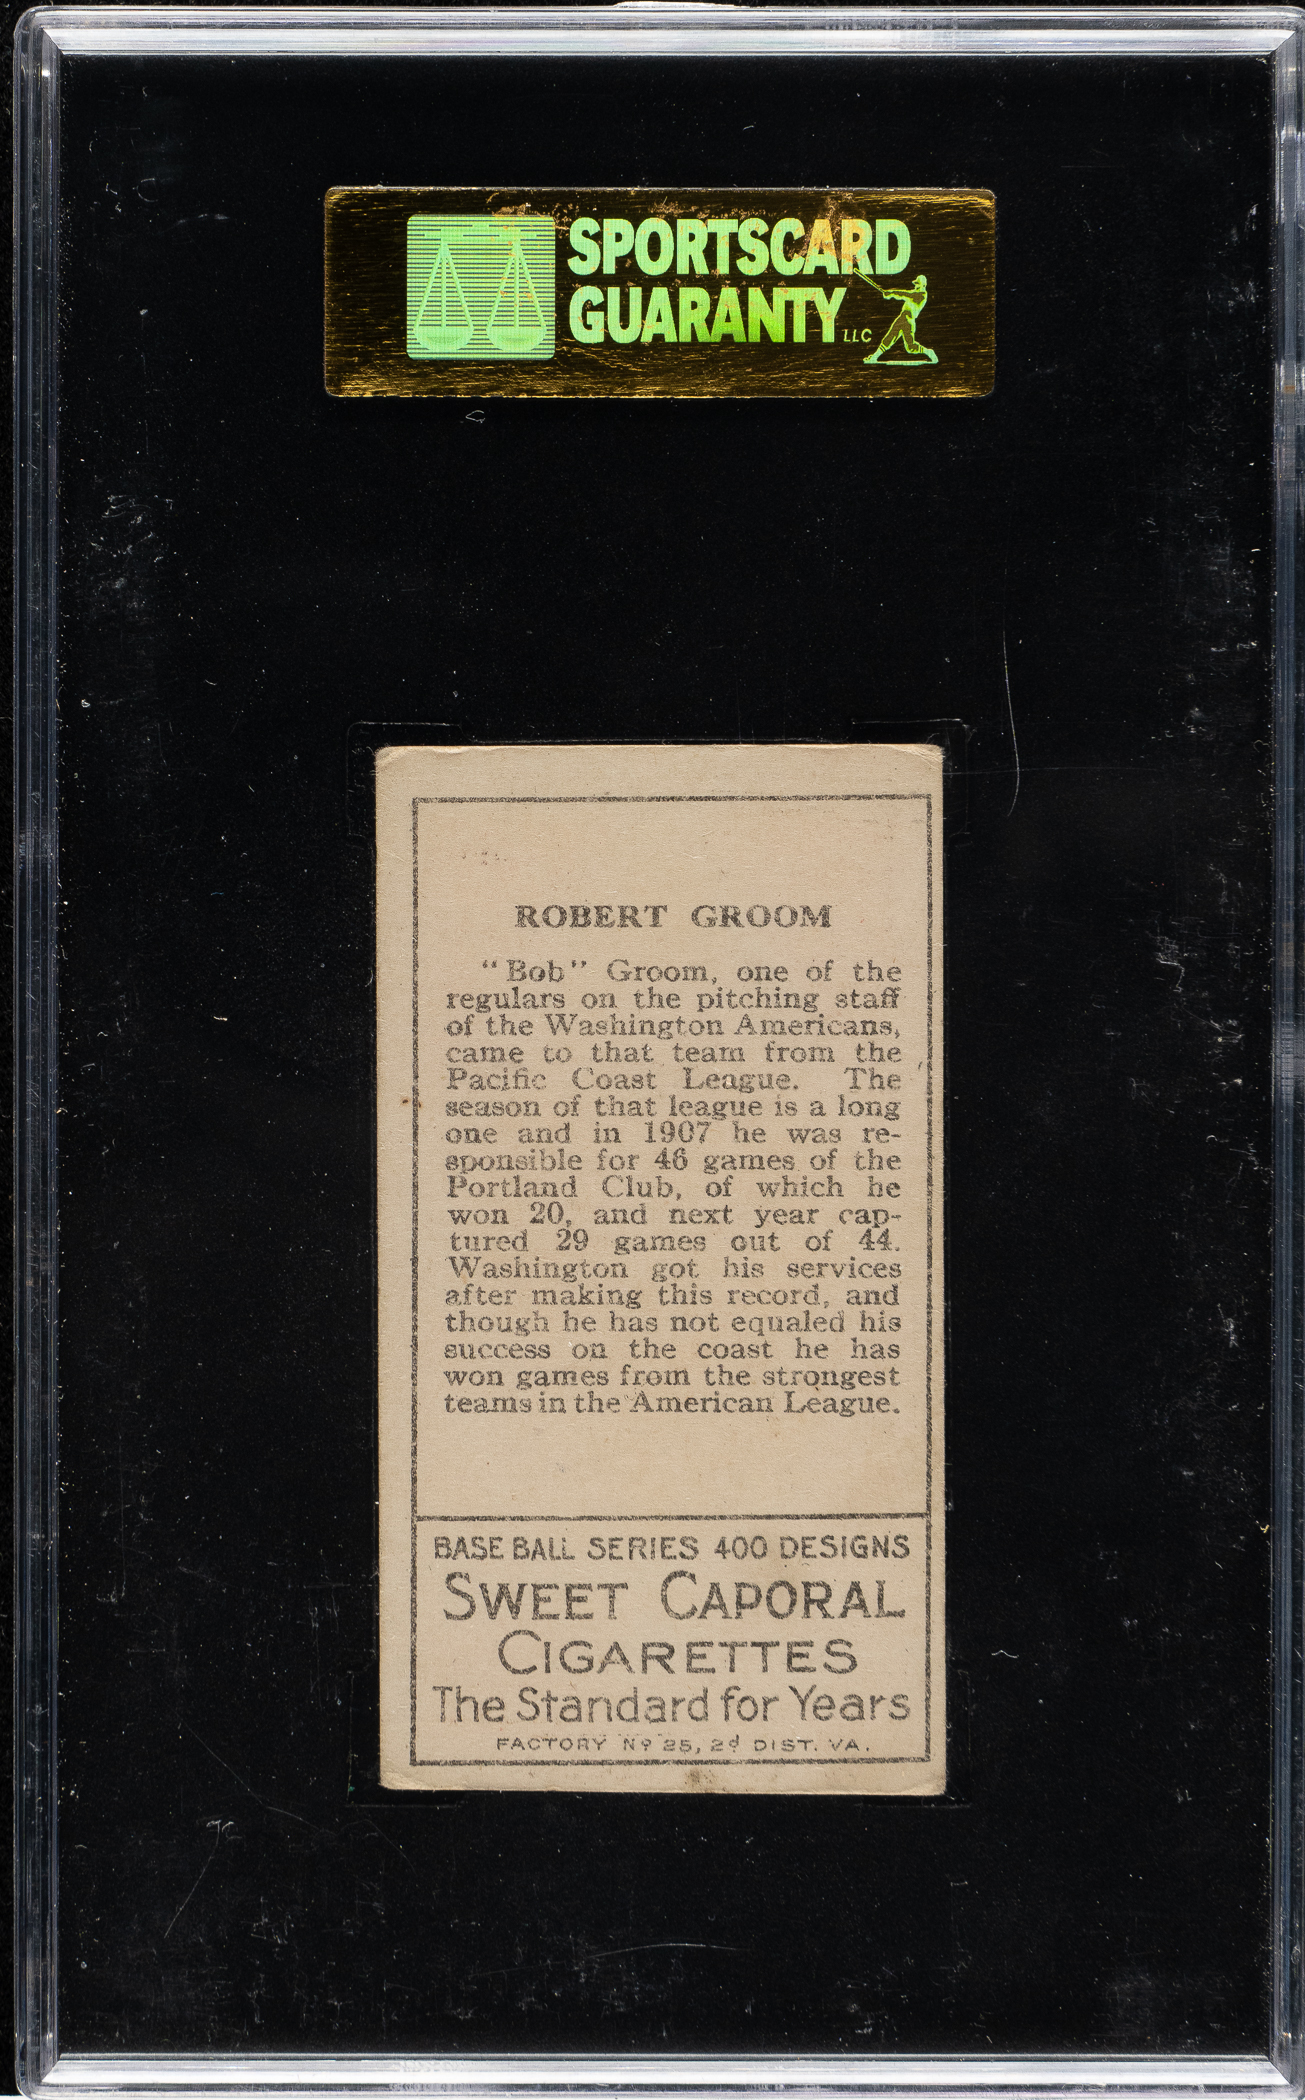 SPORTSCARD
GUARANTY LLC
ROBERT GROOM
"Bob" Groom, one of the
regulars on the pitching staff
of the Washington Americans,
came to that team from the
Pacific Coast League. The
season of that league is a long
one and in 1907 he was re-
sponsible for 46 games of the
Portland Club, of which he
won 20, and next year cap-
tured 29 games out of 44.
Washington got his services
after making this record, and
though he has not equaled his
success on the coast he has
won games from the strongest
teams in the American League.
BASE BALL SERIES 400 DESIGNS
SWEET CAPORAL
CIGARETTES
The Standard for Years
FACTORY Nº 25, 2d DIST. VA.